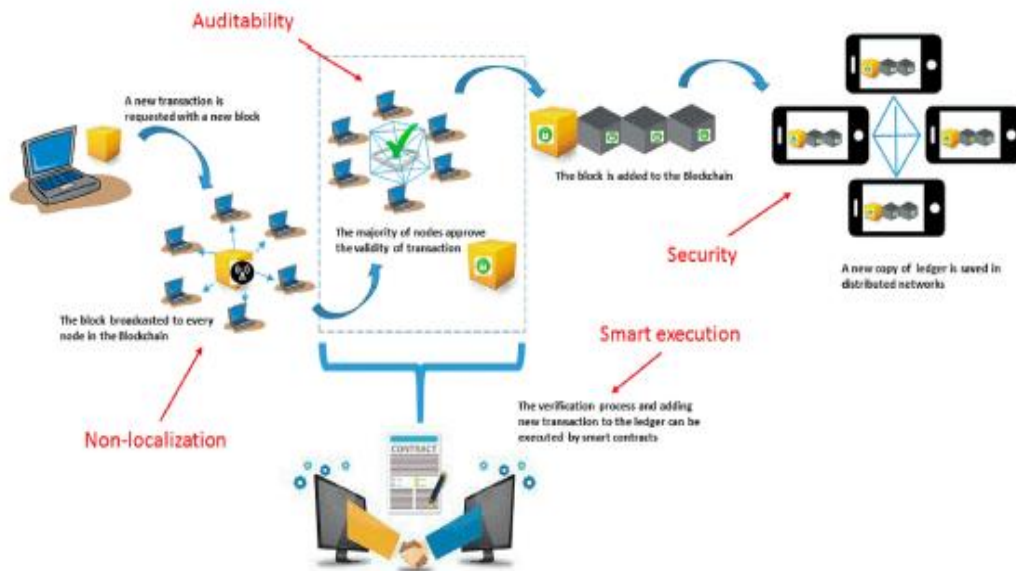 Auditability
A new transaction is
requested with a new block
The majority of nodes approve
the validity of transaction
The block broadcasted to every
node in the Blockchain
The block is added to the Blockchain
Security
A new copy of ledger is saved in
distributed networks
Smart execution
The verification process and adding
new transaction to the ledger can be
executed by smart contracts
Non-localization
CONTRACT